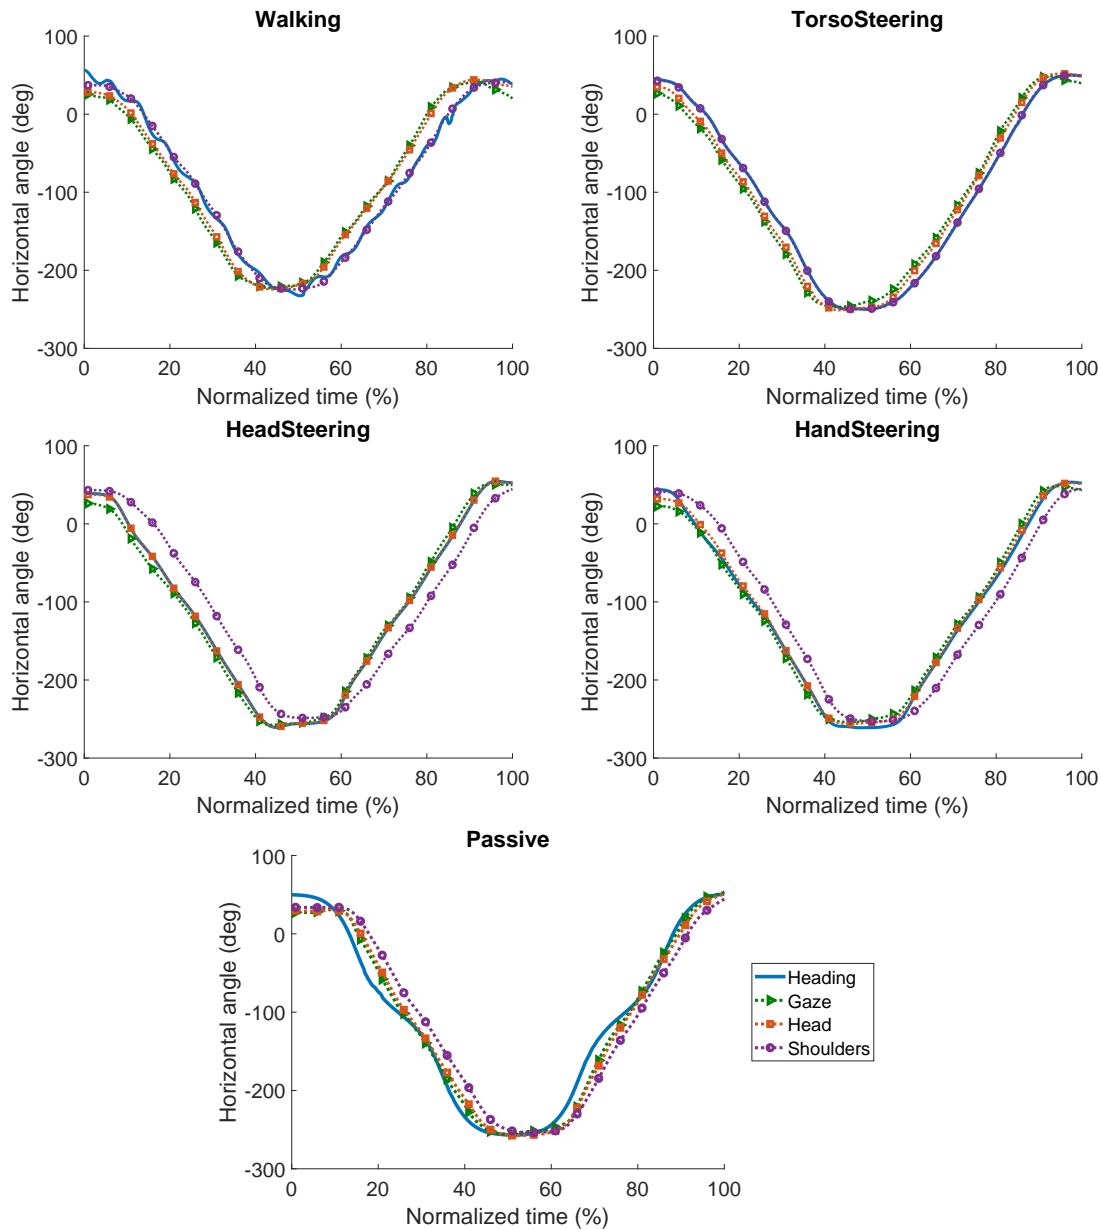 Walking
100
0
-100
-200
-300
Horizontal angle (deg)
0 20 40 60 80 100
Normalized time (%)
TorsoSteering
100
0
-100
-200
-300
Horizontal angle (deg)
0 20 40 60 80 100
Normalized time (%)
HeadSteering
100
0
-100
-200
-300
Horizontal angle (deg)
0 20 40 60 80 100
Normalized time (%)
HandSteering
100
0
-100
-200
-300
Horizontal angle (deg)
0 20 40 60 80 100
Normalized time (%)
Passive
100
0
-100
-200
-300
Horizontal angle (deg)
0 20 40 60 80 100
Normalized time (%)
Heading
Gaze
Head
Shoulders